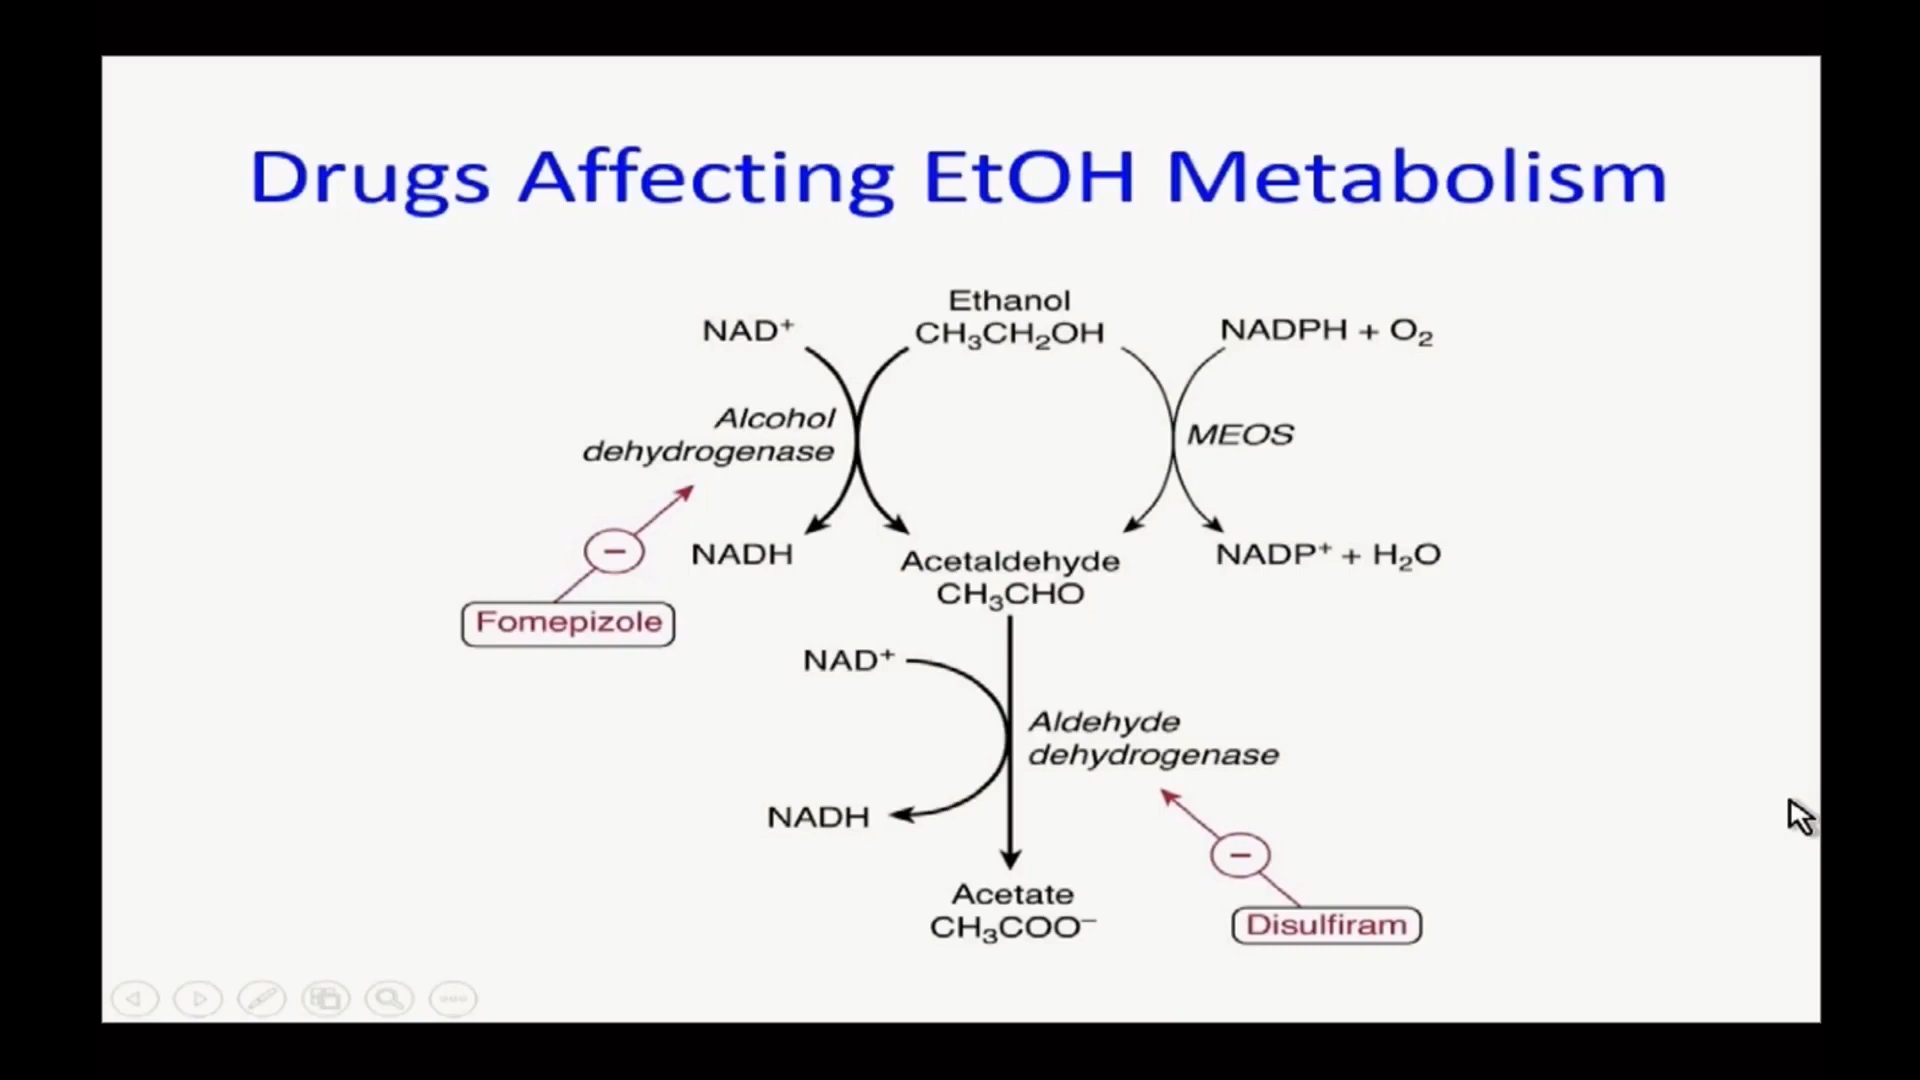 Drugs Affecting EtOH Metabolism
Ethanol
NAD⁺
CH₃CH₂OH
NADPH + O₂
Alcohol
dehydrogenase
MEOS
NADH
Acetaldehyde
CH₃CHO
NADP⁺ + H₂O
−
Fomepizole
NAD⁺
Aldehyde
dehydrogenase
NADH
−
Acetate
CH₃COO⁻
Disulfiram